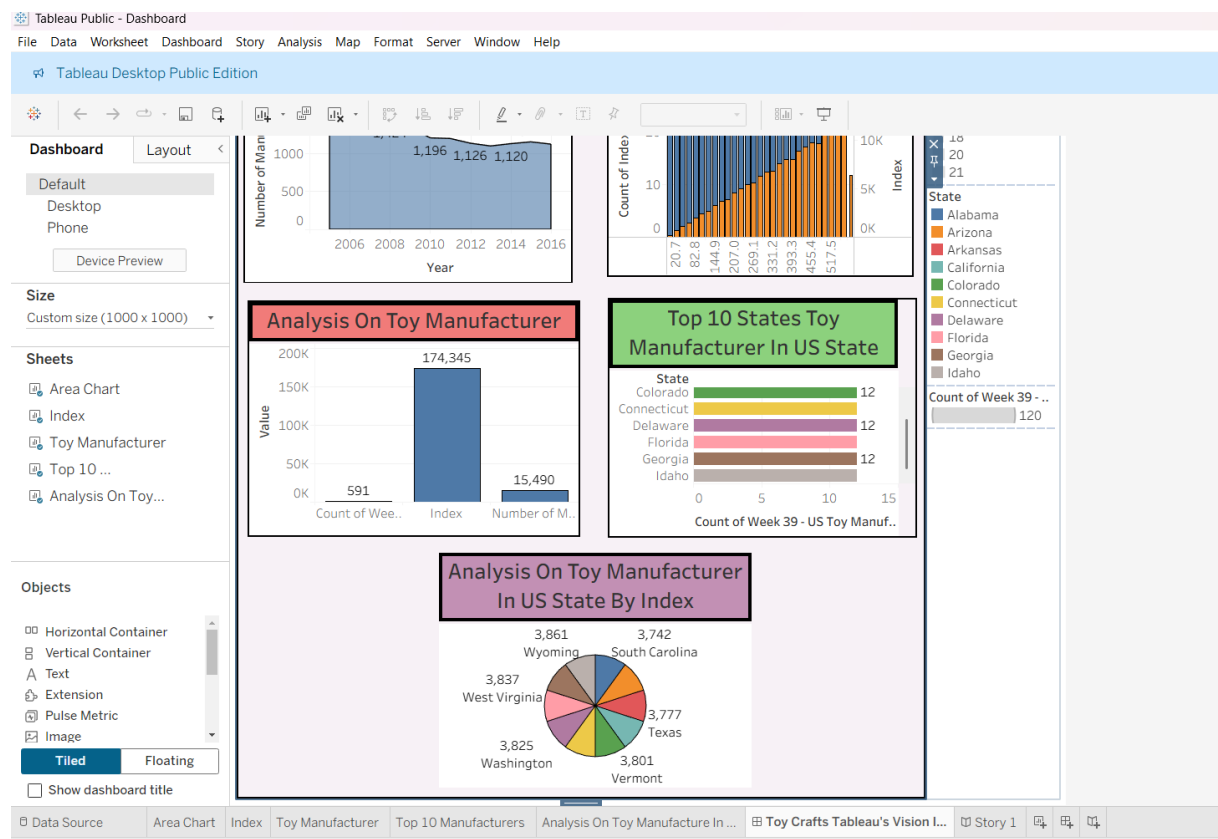 Tableau Public - Dashboard
File Data Worksheet Dashboard Story Analysis Map Format Server Window Help
Tableau Desktop Public Edition
Dashboard
Layout
Default
Desktop
Phone
Device Preview
Size
Custom size (1000 x 1000)
Sheets
Area Chart
Index
Toy Manufacturer
Top 10 ...
Analysis On Toy...
Objects
Horizontal Container
Vertical Container
Text
Extension
Pulse Metric
Image
Tiled
Floating
Show dashboard title
Number of Man
1000
500
0
1,196
1,126
1,120
2006 2008 2010 2012 2014 2016
Year
Count of Index
10
0
10K
5K
0K
Index
20.7
82.8
144.9
207.0
269.1
331.2
393.3
455.4
517.5
Analysis On Toy Manufacturer
Value
200K
150K
100K
50K
0K
591
174,345
15,490
Count of Wee..
Index
Number of M..
Top 10 States Toy
Manufacturer In US State
State
Colorado 12
Connecticut
Delaware 12
Florida
Georgia 12
Idaho
0 5 10 15
Count of Week 39 - US Toy Manuf..
Analysis On Toy Manufacturer
In US State By Index
3,861
Wyoming
3,742
South Carolina
3,837
West Virginia
3,777
Texas
3,825
Washington
3,801
Vermont
18
20
21
State
Alabama
Arizona
Arkansas
California
Colorado
Connecticut
Delaware
Florida
Georgia
Idaho
Count of Week 39 - ..
120
Data Source
Area Chart
Index
Toy Manufacturer
Top 10 Manufacturers
Analysis On Toy Manufacture In ...
Toy Crafts Tableau's Vision I...
Story 1